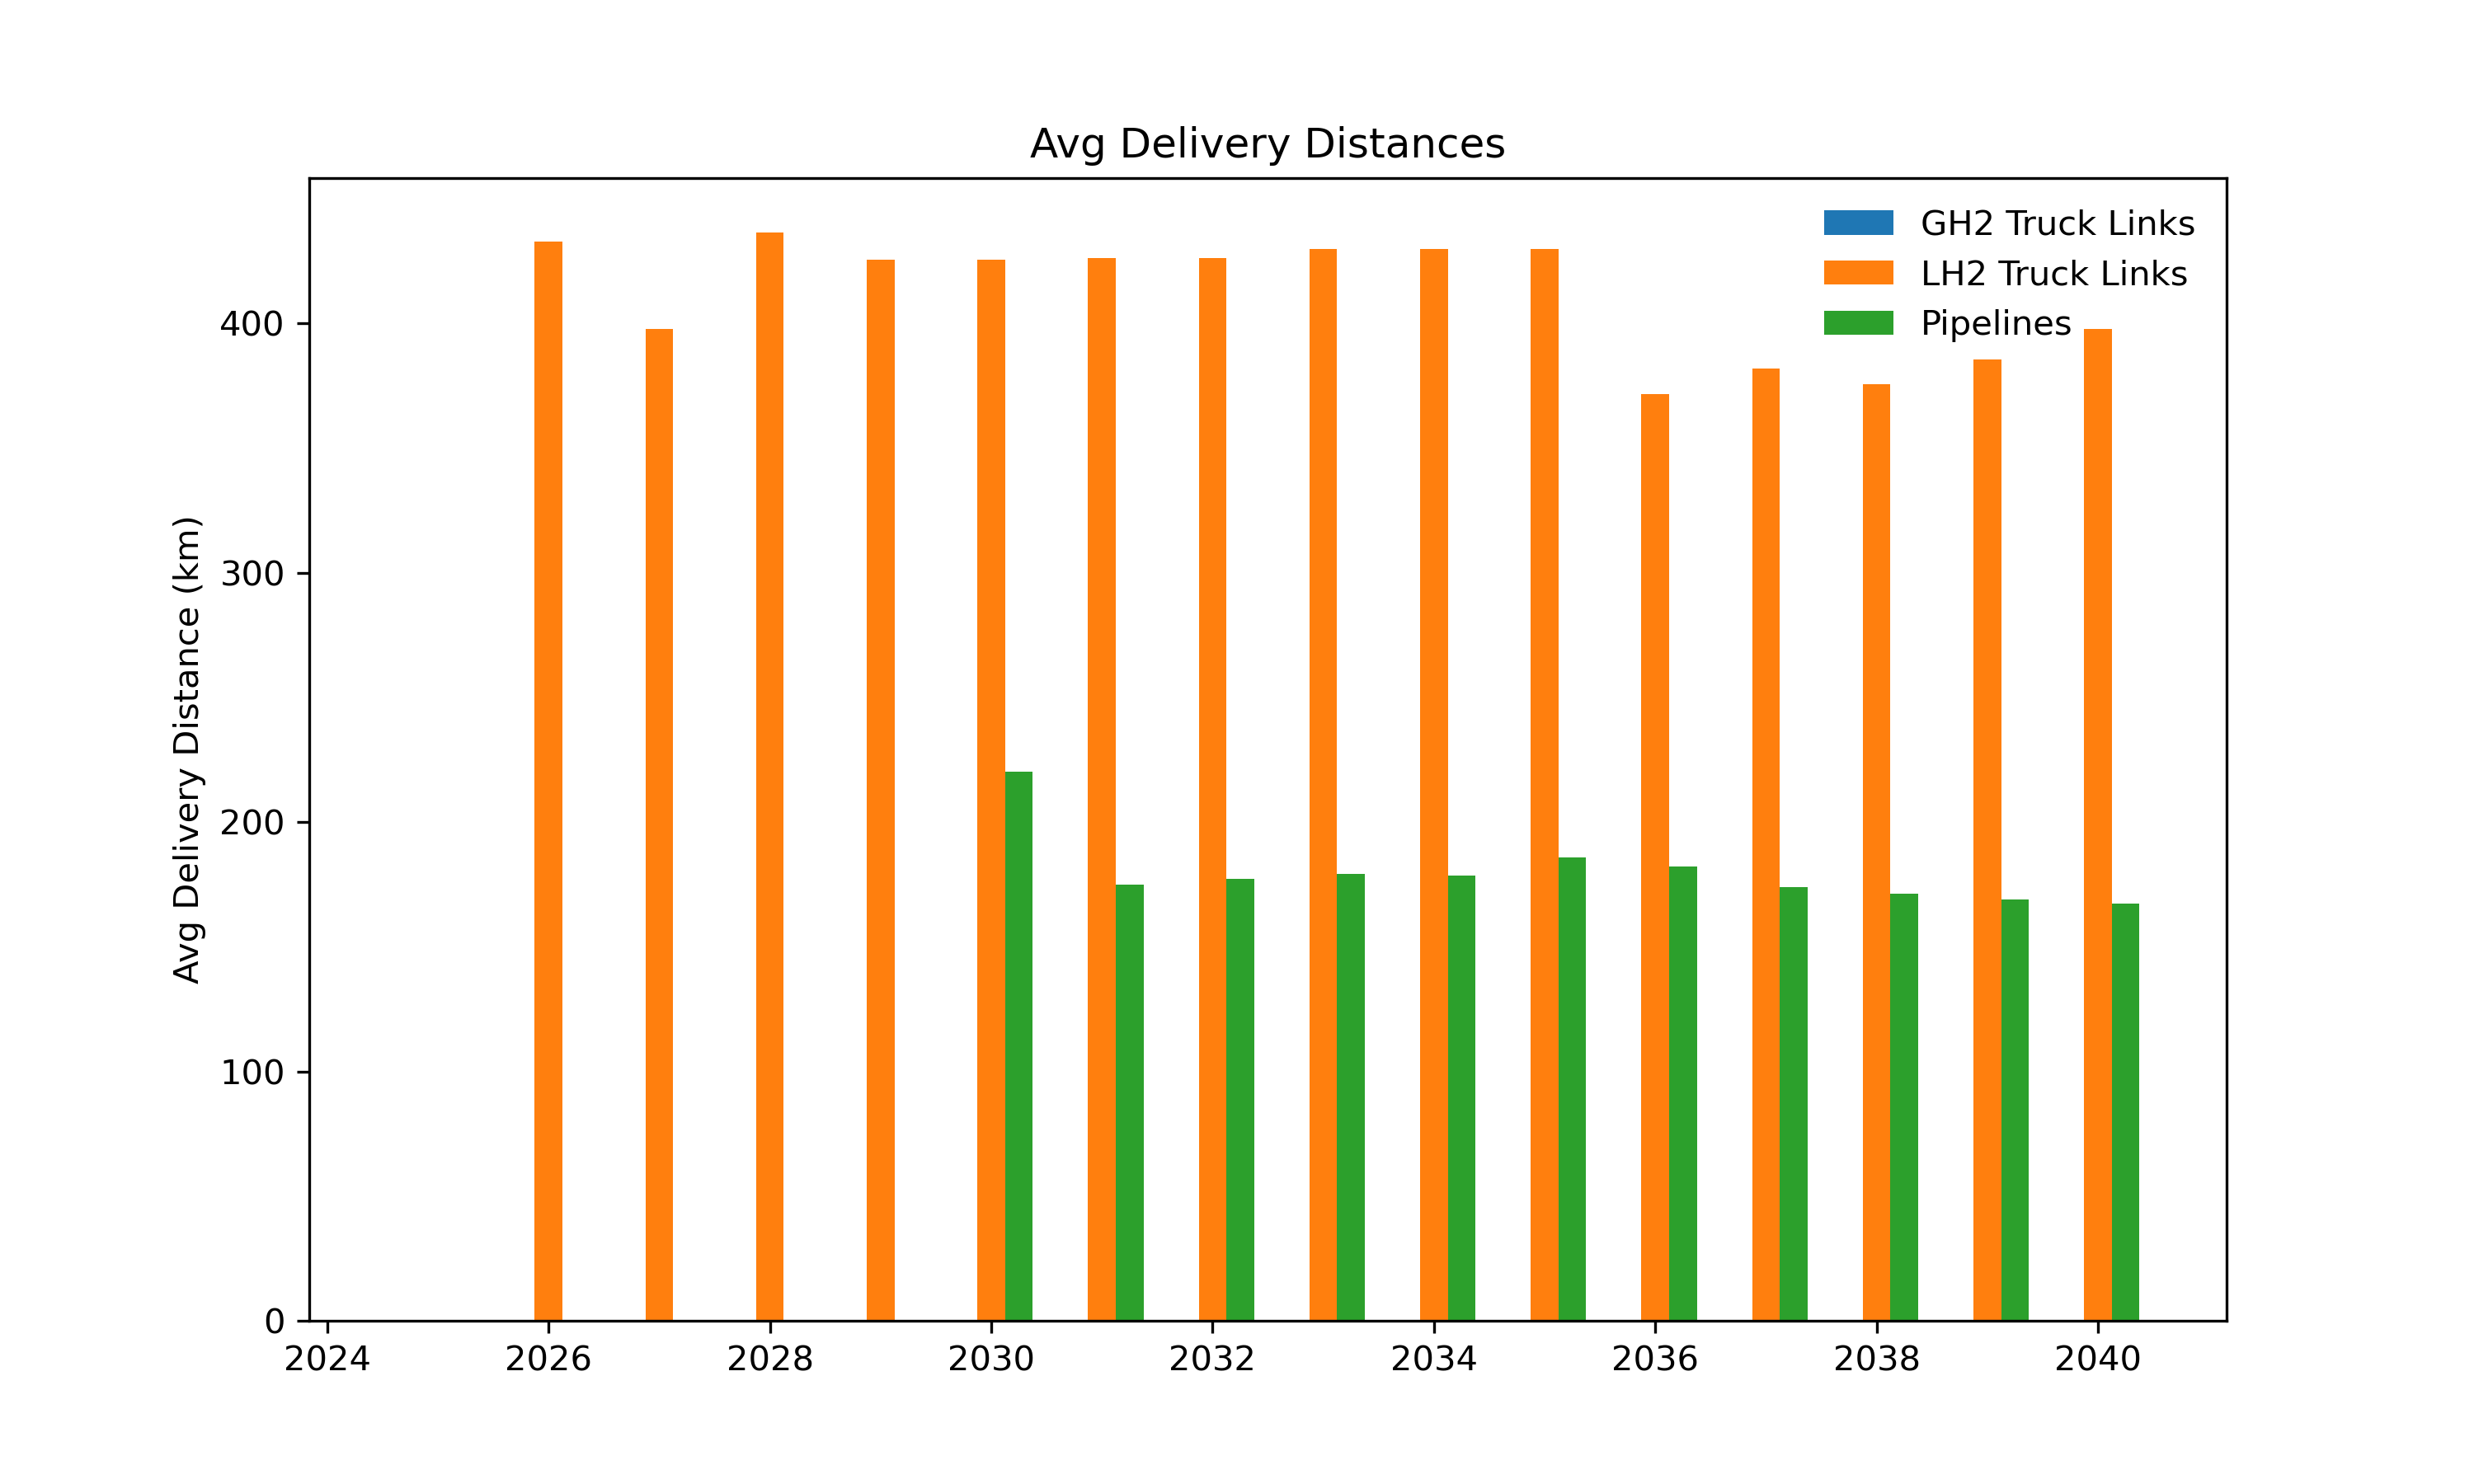 Avg Delivery Distances
GH2 Truck Links
LH2 Truck Links
Pipelines
Avg Delivery Distance (km)
400
300
200
100
0
2024 2026 2028 2030 2032 2034 2036 2038 2040